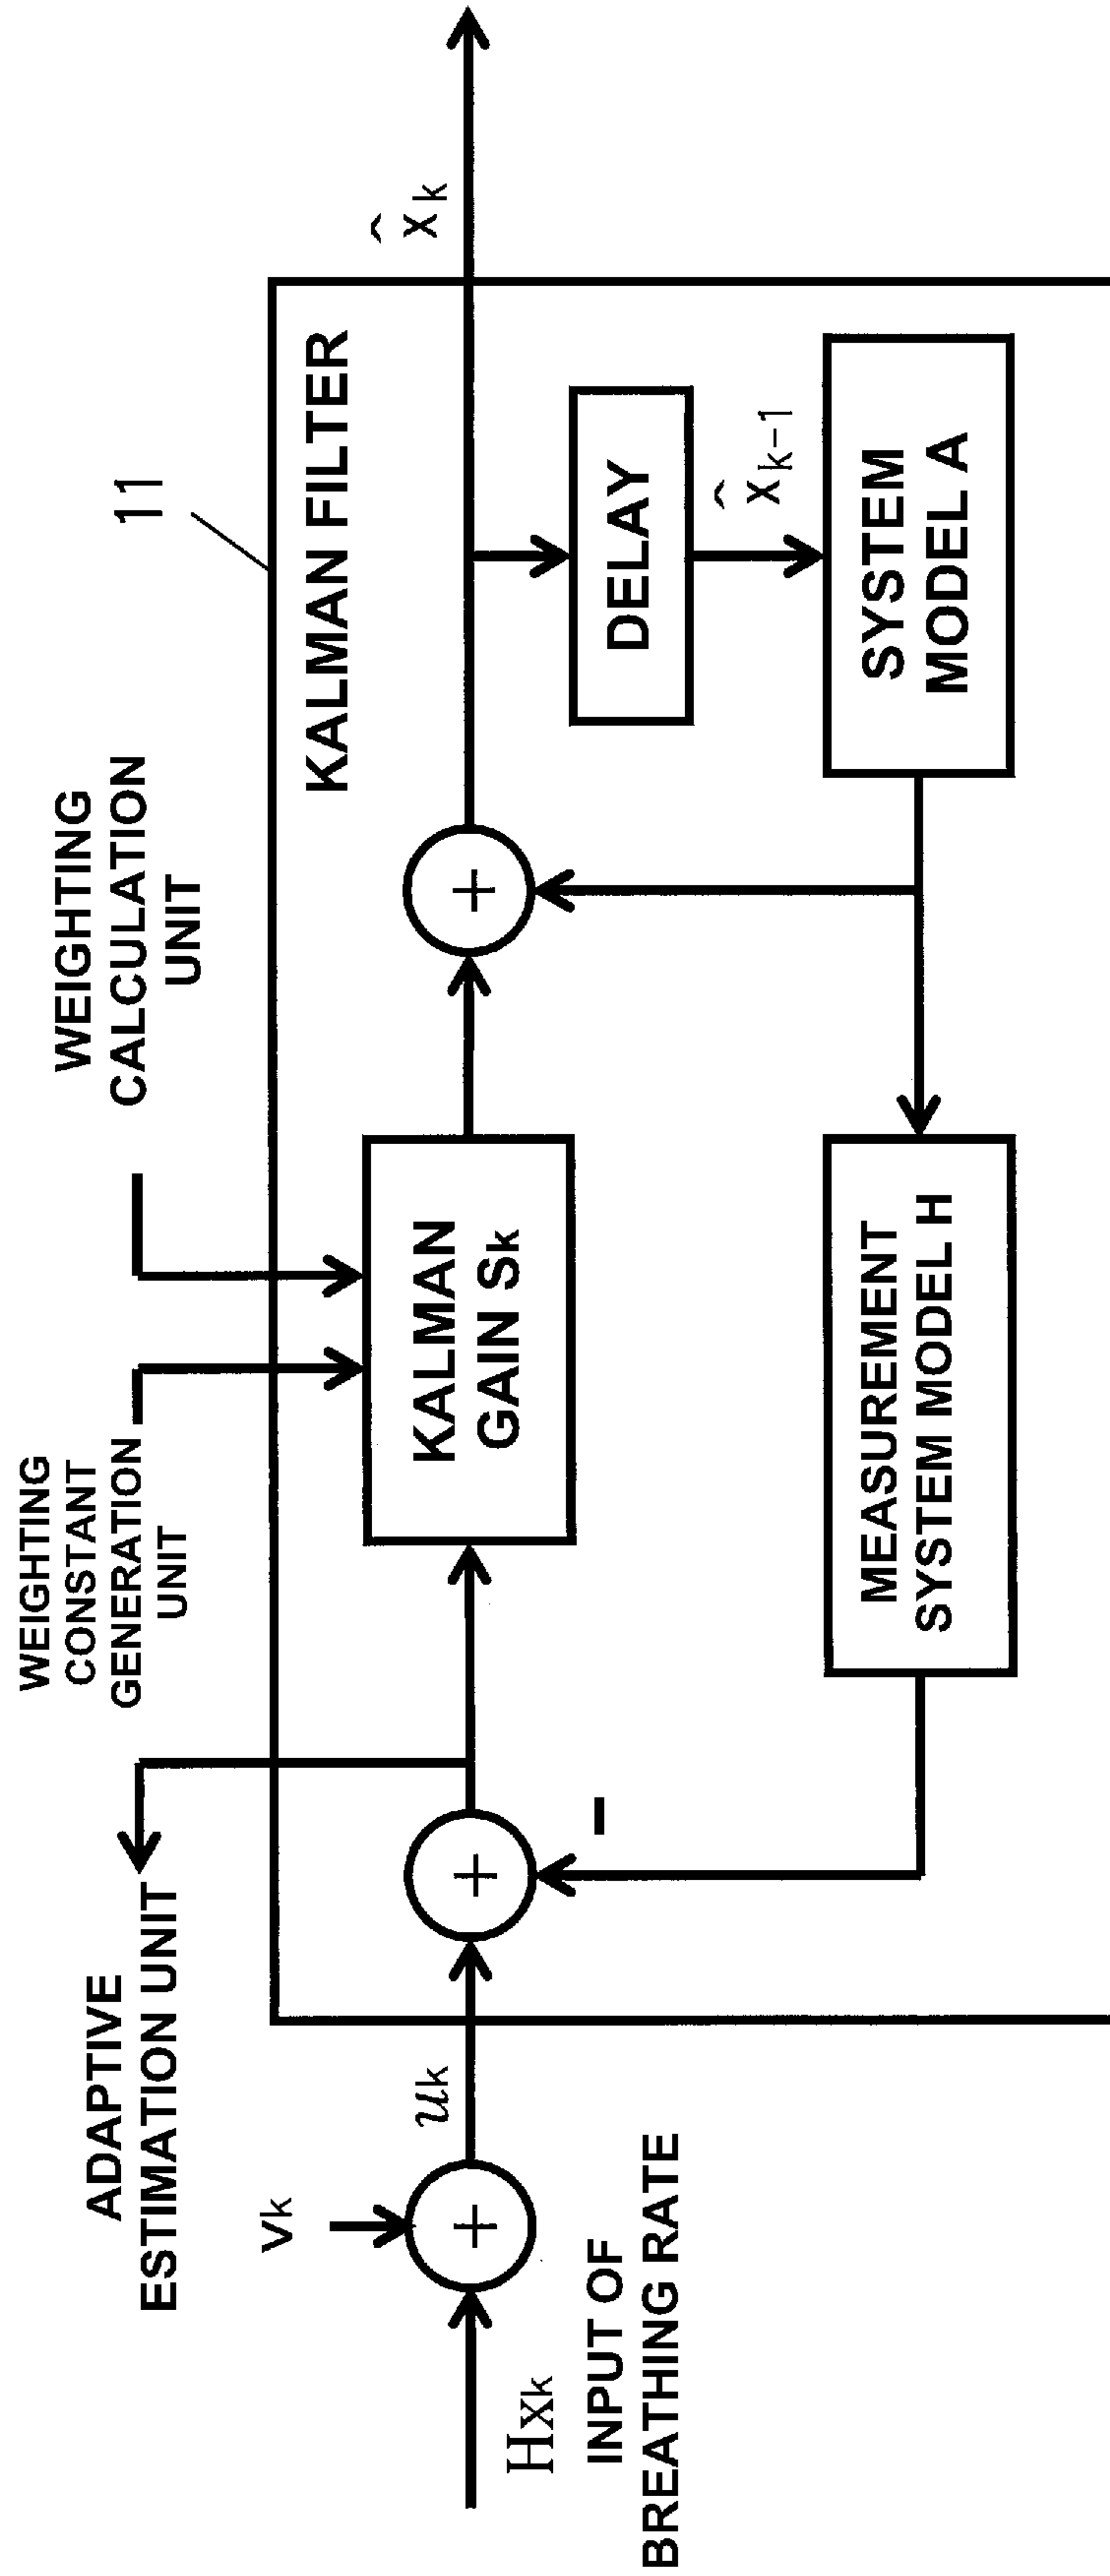 ADAPTIVE
ESTIMATION UNIT
WEIGHTING
CONSTANT
GENERATION
UNIT
WEIGHTING
CALCULATION
UNIT
11
KALMAN FILTER
Hxk
INPUT OF
BREATHING RATE
vk
+
uk
+
−
KALMAN
GAIN Sk
+
x̂k
DELAY
x̂k−1
SYSTEM
MODEL A
MEASUREMENT
SYSTEM MODEL H